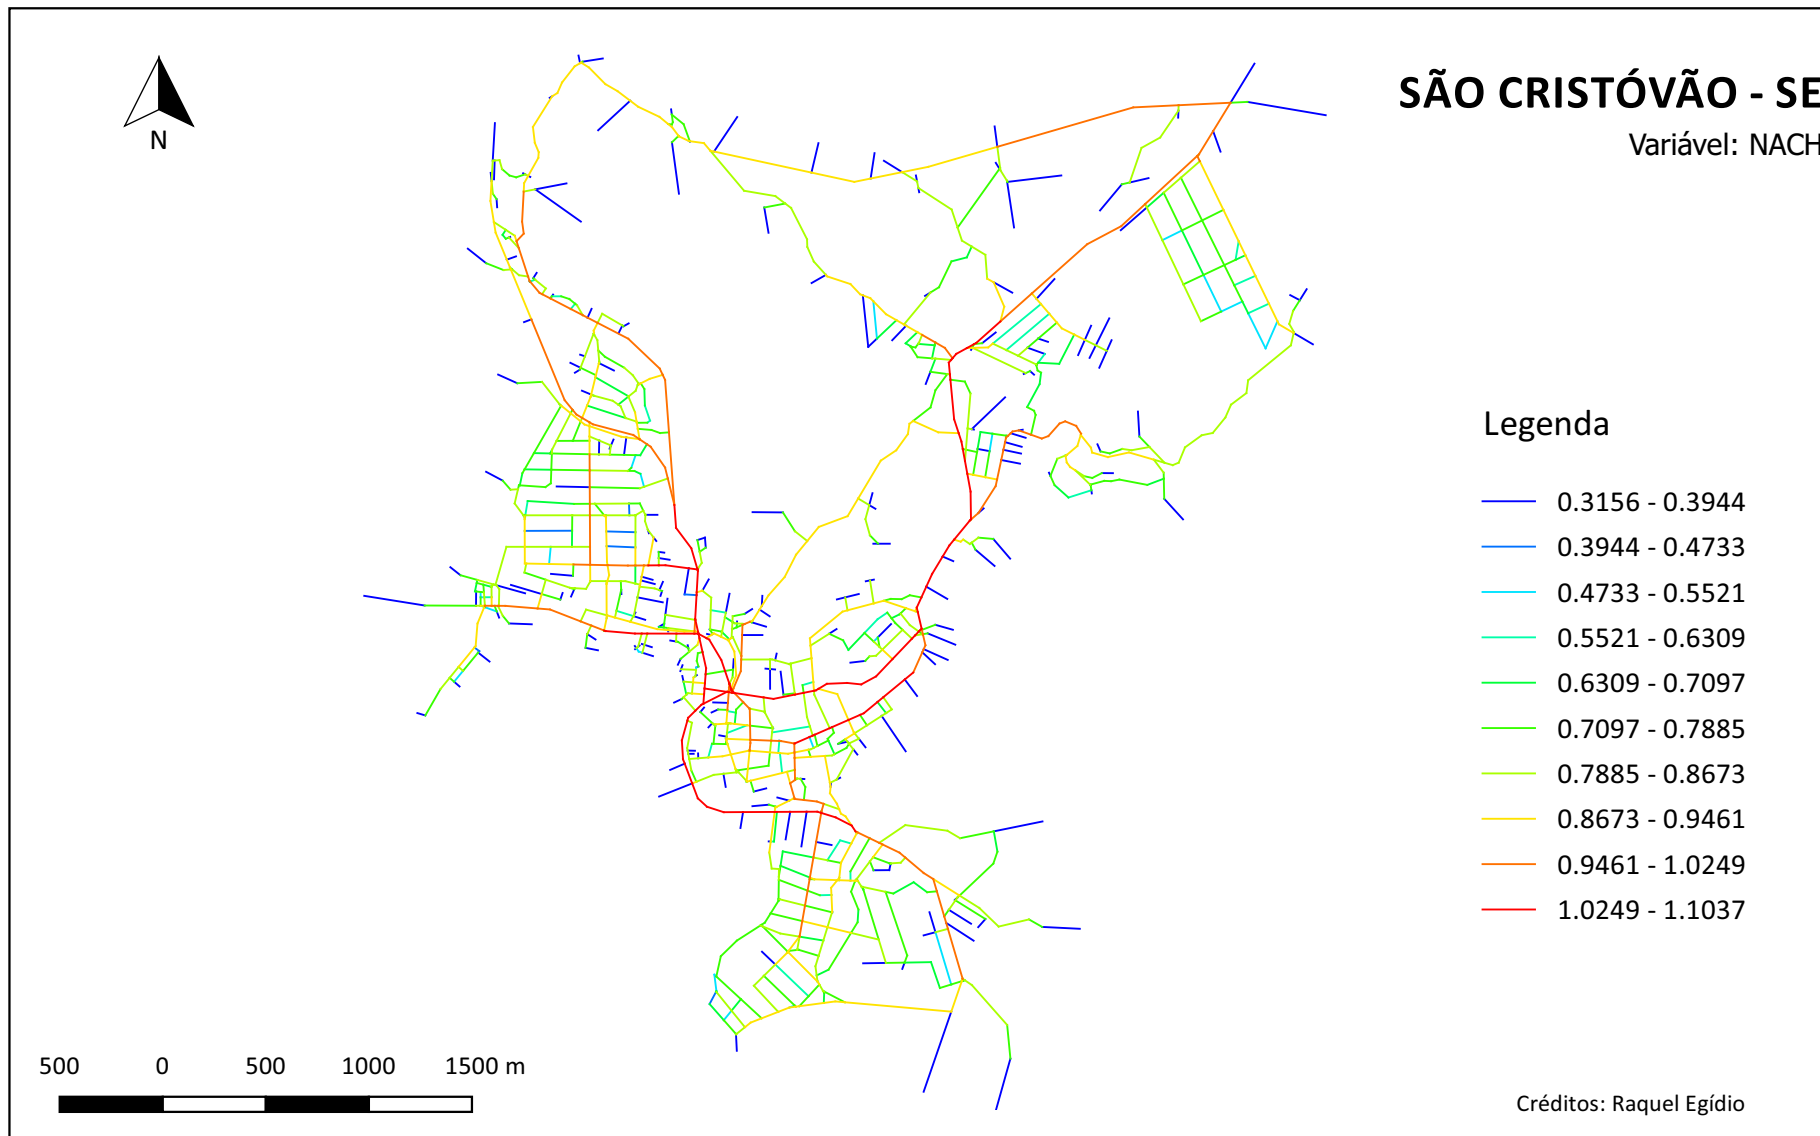 SÃO CRISTÓVÃO - SE
Variável: NACH
N
Legenda
0.3156 - 0.3944
0.3944 - 0.4733
0.4733 - 0.5521
0.5521 - 0.6309
0.6309 - 0.7097
0.7097 - 0.7885
0.7885 - 0.8673
0.8673 - 0.9461
0.9461 - 1.0249
1.0249 - 1.1037
500 0 500 1000 1500 m
Créditos: Raquel Egídio